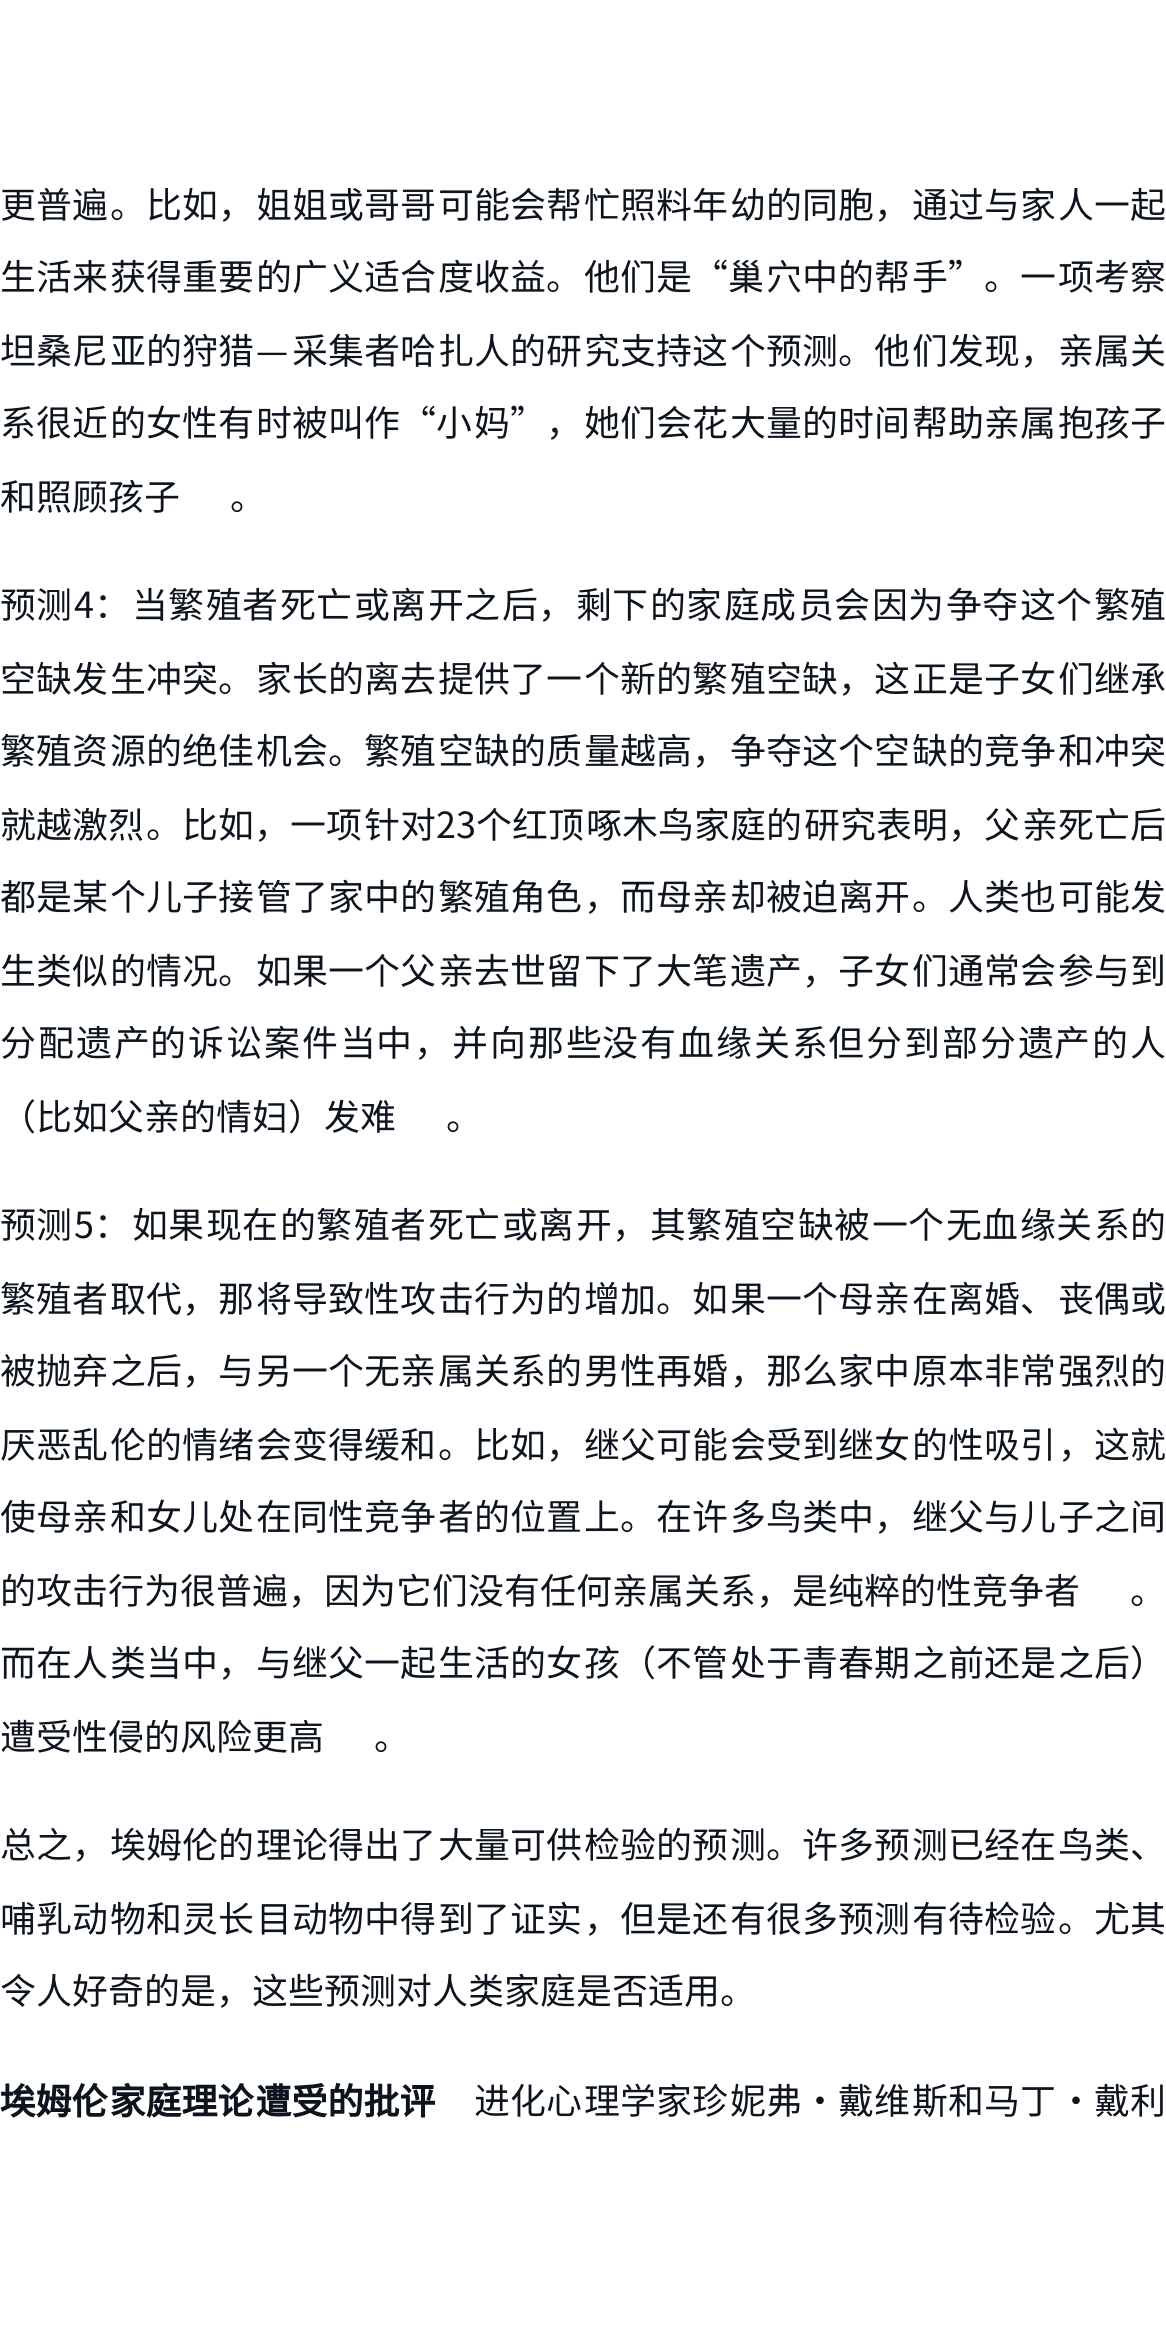 更普遍。比如，姐姐或哥哥可能会帮忙照料年幼的同胞，通过与家人一起
生活来获得重要的广义适合度收益。他们是“巢穴中的帮手”。一项考察
坦桑尼亚的狩猎—采集者哈扎人的研究支持这个预测。他们发现，亲属关
系很近的女性有时被叫作“小妈”，她们会花大量的时间帮助亲属抱孩子
和照顾孩子 。
预测4：当繁殖者死亡或离开之后，剩下的家庭成员会因为争夺这个繁殖
空缺发生冲突。家长的离去提供了一个新的繁殖空缺，这正是子女们继承
繁殖资源的绝佳机会。繁殖空缺的质量越高，争夺这个空缺的竞争和冲突
就越激烈。比如，一项针对23个红顶啄木鸟家庭的研究表明，父亲死亡后
都是某个儿子接管了家中的繁殖角色，而母亲却被迫离开。人类也可能发
生类似的情况。如果一个父亲去世留下了大笔遗产，子女们通常会参与到
分配遗产的诉讼案件当中，并向那些没有血缘关系但分到部分遗产的人
（比如父亲的情妇）发难 。
预测5：如果现在的繁殖者死亡或离开，其繁殖空缺被一个无血缘关系的
繁殖者取代，那将导致性攻击行为的增加。如果一个母亲在离婚、丧偶或
被抛弃之后，与另一个无亲属关系的男性再婚，那么家中原本非常强烈的
厌恶乱伦的情绪会变得缓和。比如，继父可能会受到继女的性吸引，这就
使母亲和女儿处在同性竞争者的位置上。在许多鸟类中，继父与儿子之间
的攻击行为很普遍，因为它们没有任何亲属关系，是纯粹的性竞争者 。
而在人类当中，与继父一起生活的女孩（不管处于青春期之前还是之后）
遭受性侵的风险更高 。
总之，埃姆伦的理论得出了大量可供检验的预测。许多预测已经在鸟类、
哺乳动物和灵长目动物中得到了证实，但是还有很多预测有待检验。尤其
令人好奇的是，这些预测对人类家庭是否适用。
埃姆伦家庭理论遭受的批评 进化心理学家珍妮弗·戴维斯和马丁·戴利